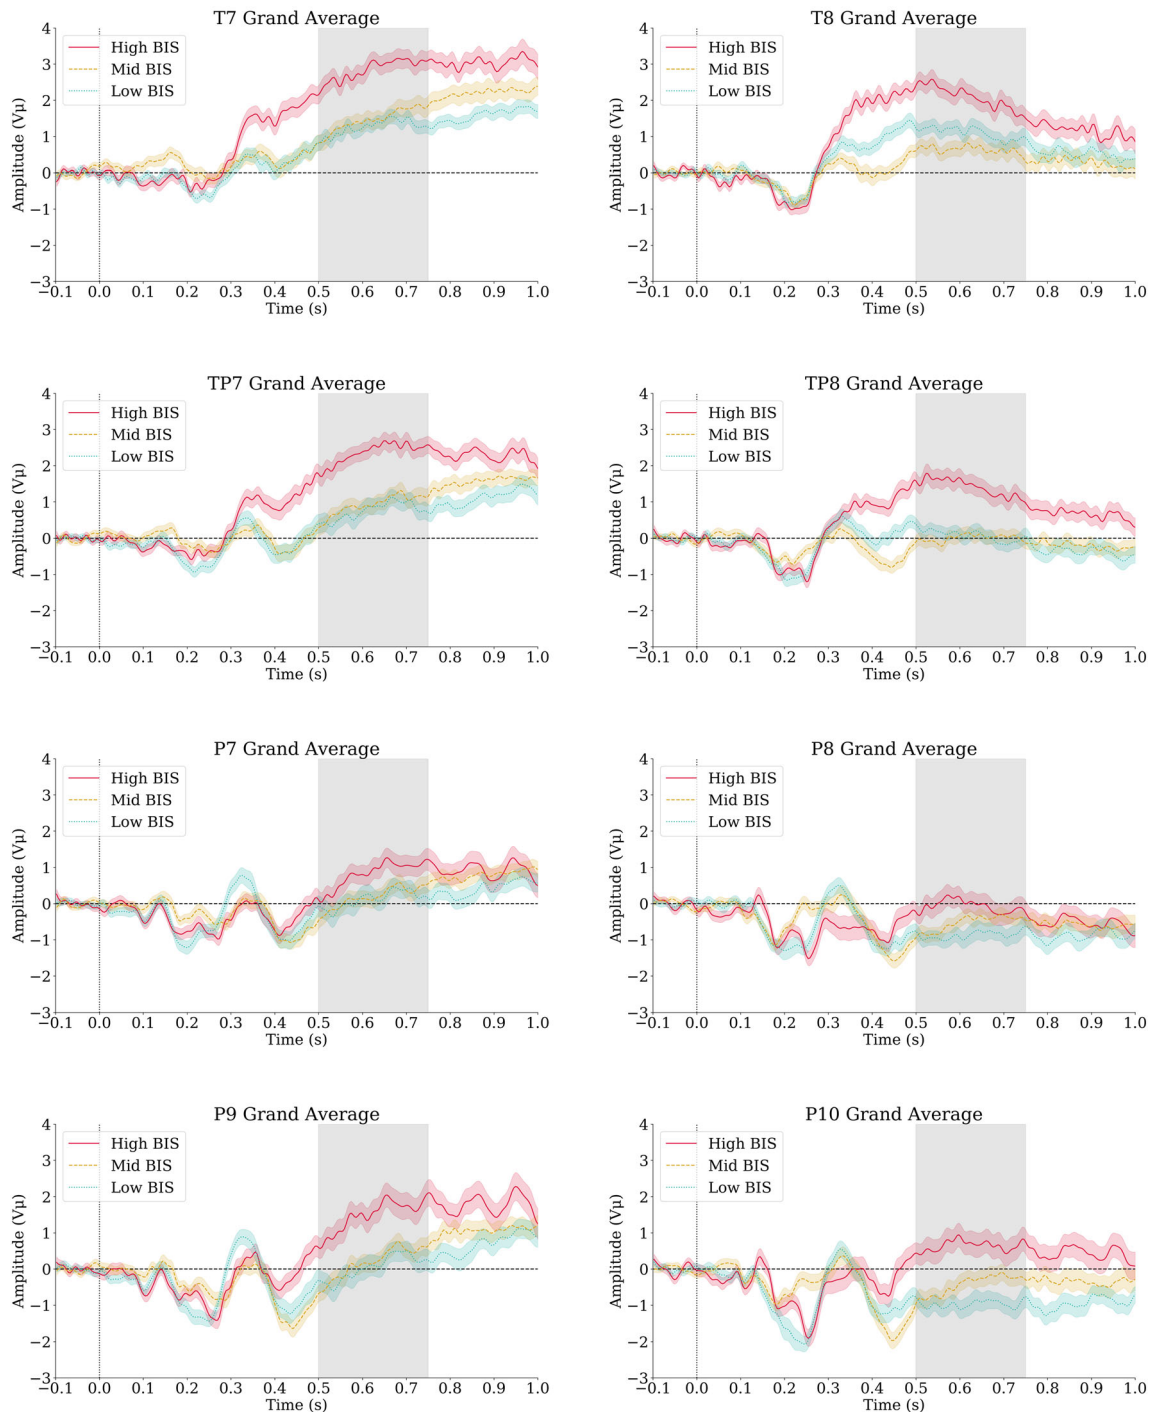 T7 Grand Average
High BIS
Mid BIS
Low BIS
Amplitude (Vµ)
4
3
2
1
0
−1
−2
−3
−0.1 0.0 0.1 0.2 0.3 0.4 0.5 0.6 0.7 0.8 0.9 1.0
Time (s)
T8 Grand Average
High BIS
Mid BIS
Low BIS
Amplitude (Vµ)
4
3
2
1
0
−1
−2
−3
−0.1 0.0 0.1 0.2 0.3 0.4 0.5 0.6 0.7 0.8 0.9 1.0
Time (s)
TP7 Grand Average
High BIS
Mid BIS
Low BIS
Amplitude (Vµ)
4
3
2
1
0
−1
−2
−3
−0.1 0.0 0.1 0.2 0.3 0.4 0.5 0.6 0.7 0.8 0.9 1.0
Time (s)
TP8 Grand Average
High BIS
Mid BIS
Low BIS
Amplitude (Vµ)
4
3
2
1
0
−1
−2
−3
−0.1 0.0 0.1 0.2 0.3 0.4 0.5 0.6 0.7 0.8 0.9 1.0
Time (s)
P7 Grand Average
High BIS
Mid BIS
Low BIS
Amplitude (Vµ)
4
3
2
1
0
−1
−2
−3
−0.1 0.0 0.1 0.2 0.3 0.4 0.5 0.6 0.7 0.8 0.9 1.0
Time (s)
P8 Grand Average
High BIS
Mid BIS
Low BIS
Amplitude (Vµ)
4
3
2
1
0
−1
−2
−3
−0.1 0.0 0.1 0.2 0.3 0.4 0.5 0.6 0.7 0.8 0.9 1.0
Time (s)
P9 Grand Average
High BIS
Mid BIS
Low BIS
Amplitude (Vµ)
4
3
2
1
0
−1
−2
−3
−0.1 0.0 0.1 0.2 0.3 0.4 0.5 0.6 0.7 0.8 0.9 1.0
Time (s)
P10 Grand Average
High BIS
Mid BIS
Low BIS
Amplitude (Vµ)
4
3
2
1
0
−1
−2
−3
−0.1 0.0 0.1 0.2 0.3 0.4 0.5 0.6 0.7 0.8 0.9 1.0
Time (s)